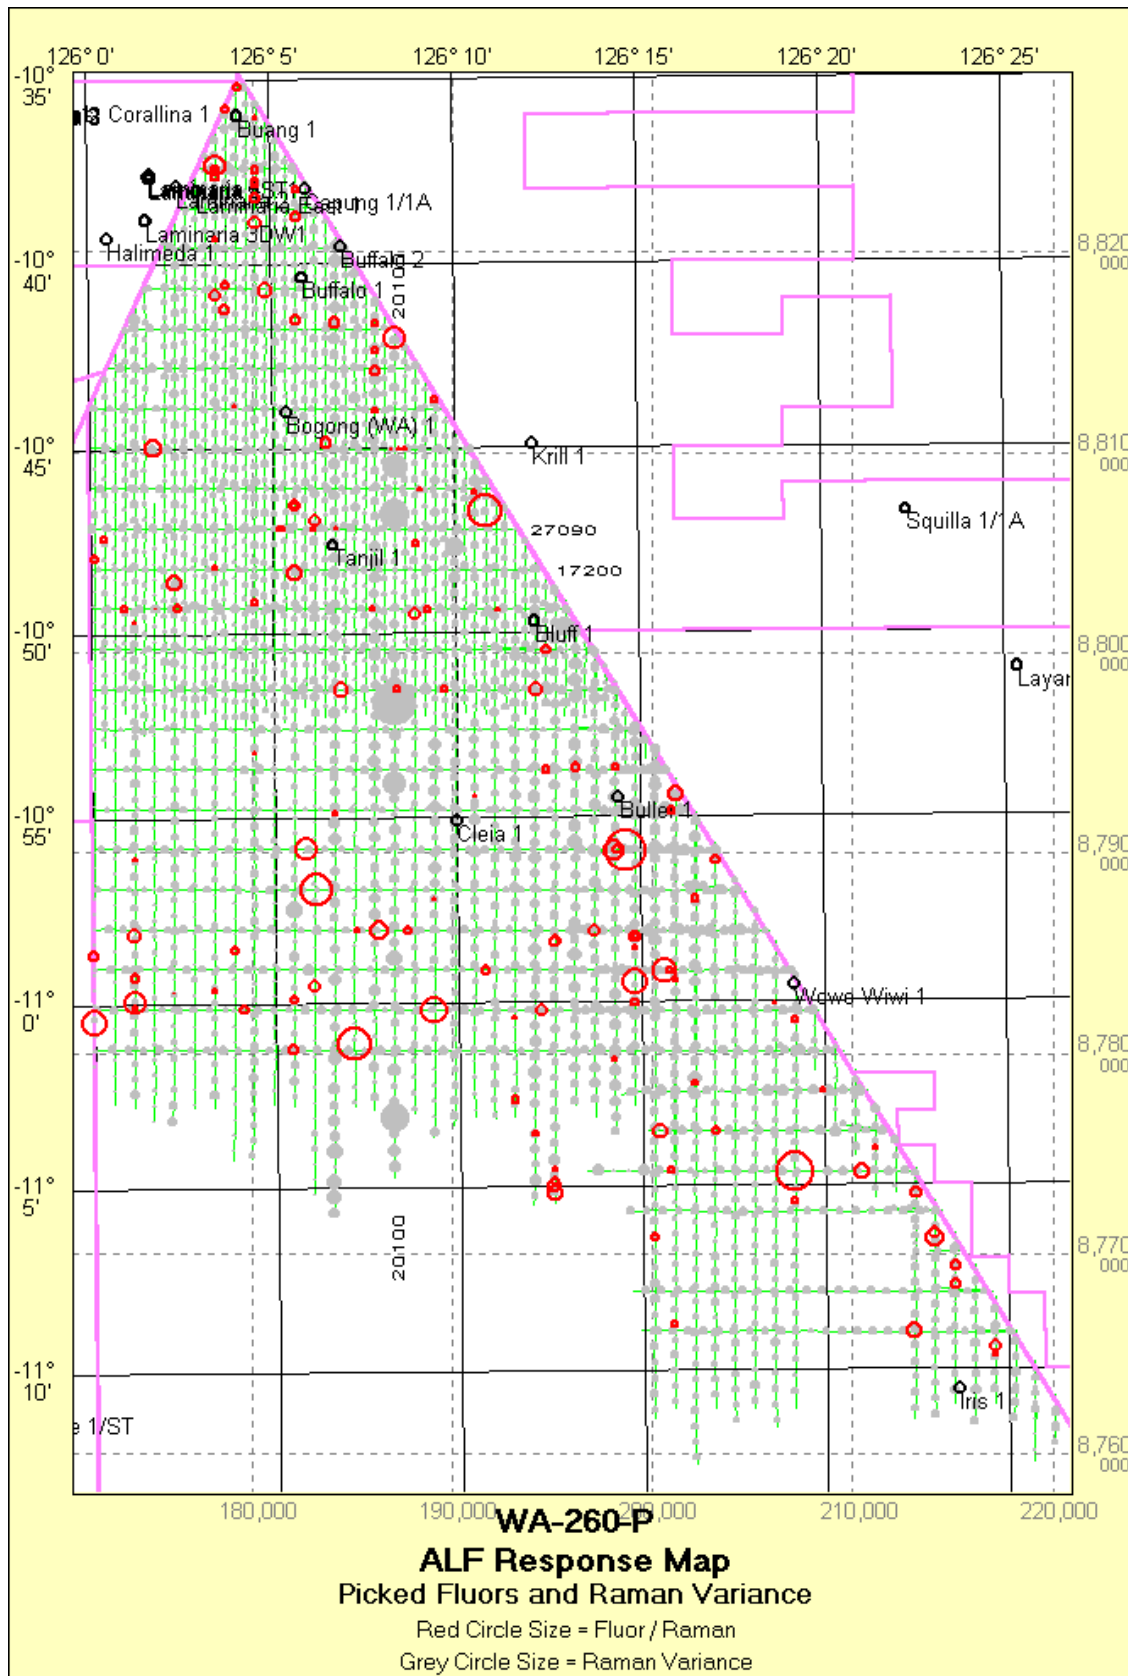 126° 0' 126° 5' 126° 10' 126° 15' 126° 20' 126° 25'
-10°
35'
Corallina 1
Buang 1
Laminaria East 1
Capung 1/1A
Laminaria 3DW1
Halimeda 1
Buffalo 2
8,820
000
-10°
40'
Buffalo 1
20100
Bogong (WA) 1
-10°
45'
Krill 1
8,810
000
27090
Squilla 1/1A
Tanjil 1
17200
Bluff 1
-10°
50'
8,800
000
Layar
Buller 1
-10°
55'
Cleia 1
8,790
000
Wowo Wiwi 1
-11°
0'
8,780
000
-11°
5'
20100
8,770
000
-11°
10'
Iris 1
e 1/ST
8,760
000
180,000 190,000 200,000 210,000 220,000
WA-260-P
ALF Response Map
Picked Fluors and Raman Variance
Red Circle Size = Fluor / Raman
Grey Circle Size = Raman Variance